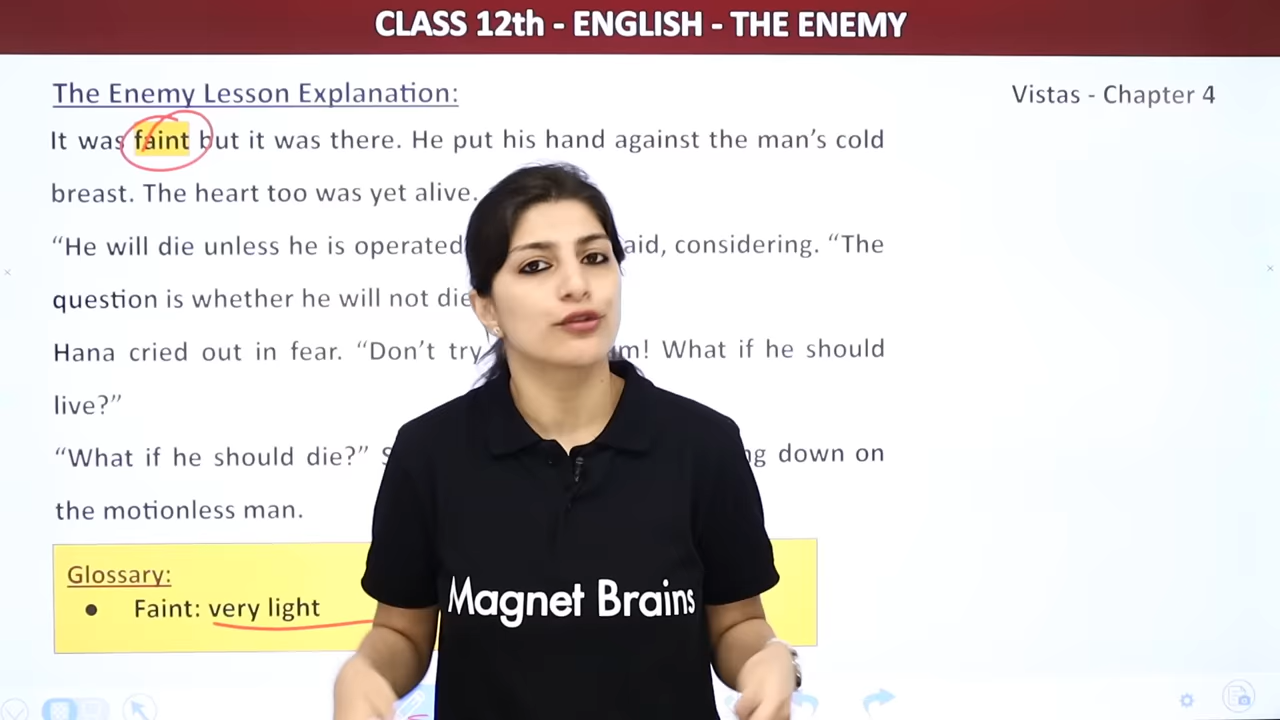 CLASS 12th - ENGLISH - THE ENEMY
The Enemy Lesson Explanation:
Vistas - Chapter 4
It was faint but it was there. He put his hand against the man’s cold
breast. The heart too was yet alive.
“He will die unless he is operated aid, considering. “The
question is whether he will not die
Hana cried out in fear. “Don’t try m! What if he should
live?”
“What if he should die?” S g down on
the motionless man.
Glossary:
● Faint: very light
Magnet Brains